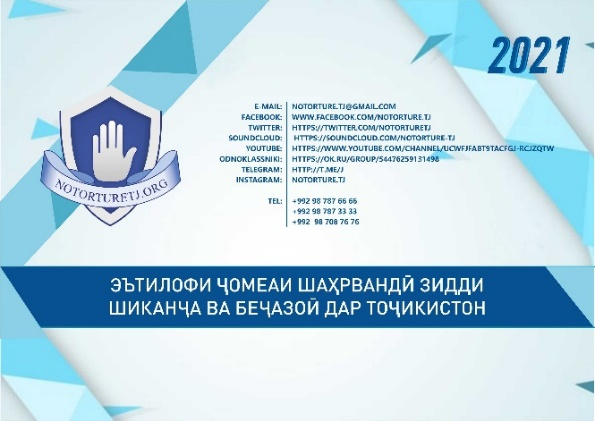 2021
E-MAIL: NOTORTURE.TJ@GMAIL.COM
FACEBOOK: WWW.FACEBOOK.COM/NOTORTURE.TJ
TWITTER: HTTPS://TWITTER.COM/NOTORTURETJ
SOUNDCLOUD: HTTPS://SOUNDCLOUD.COM/NOTORTURE-TJ
YOUTUBE: HTTPS://WWW.YOUTUBE.COM/CHANNEL/UCWFJFABT9TACFGJ-RCJZQTW
ODNOKLASSNIKI: HTTPS://OK.RU/GROUP/54476259131498
TELEGRAM: HTTP://T.ME/J
INSTAGRAM: NOTORTURE.TJ
TEL: +992 98 787 66 66
+992 98 787 33 33
+992 98 708 76 76
NOTORTURETJ.ORG
ЭЪТИЛОФИ ҶОМЕАИ ШАҲРВАНДӢ ЗИДДИ
ШИКАНҶА ВА БЕҶАЗОӢ ДАР ТОҶИКИСТОН